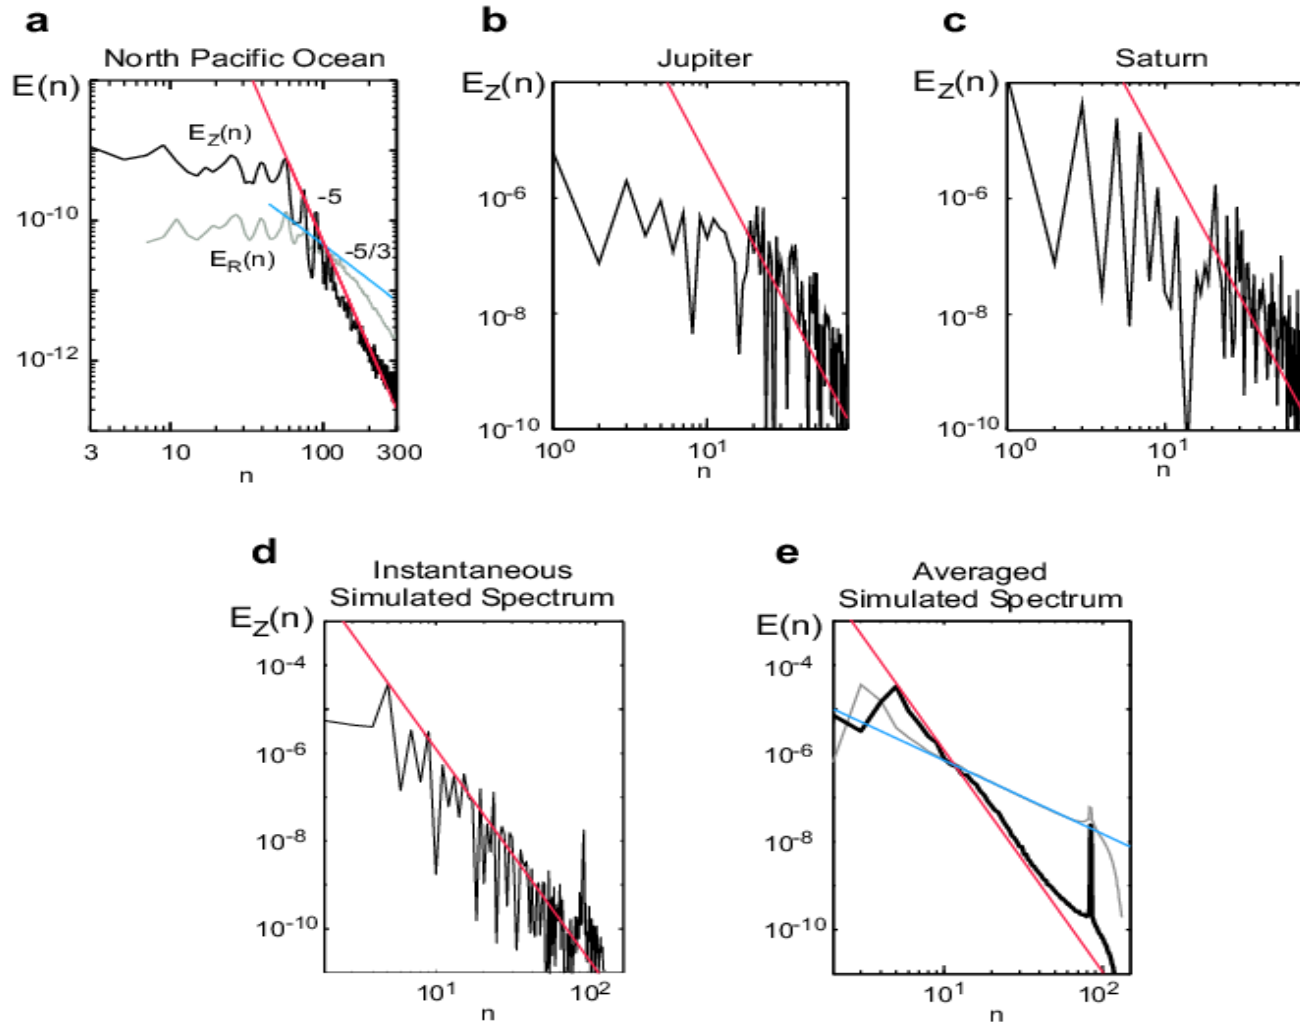 a
North Pacific Ocean
E(n)
E_Z(n)
-5
10^-10
-5/3
E_R(n)
10^-12
3 10 100 300
n
b
Jupiter
E_Z(n)
10^-6
10^-8
10^-10
10^0 10^1
n
c
Saturn
E_Z(n)
10^-6
10^-8
10^-10
10^0 10^1
n
d
Instantaneous
Simulated Spectrum
E_Z(n)
10^-4
10^-6
10^-8
10^-10
10^1 10^2
n
e
Averaged
Simulated Spectrum
E(n)
10^-4
10^-6
10^-8
10^-10
10^1 10^2
n